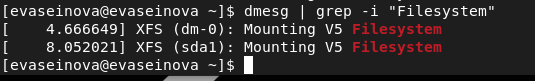 [evaseinova@evaseinova ~]$ dmesg | grep -i "Filesystem"
[    4.666649] XFS (dm-0): Mounting V5 Filesystem
[    8.052021] XFS (sda1): Mounting V5 Filesystem
[evaseinova@evaseinova ~]$